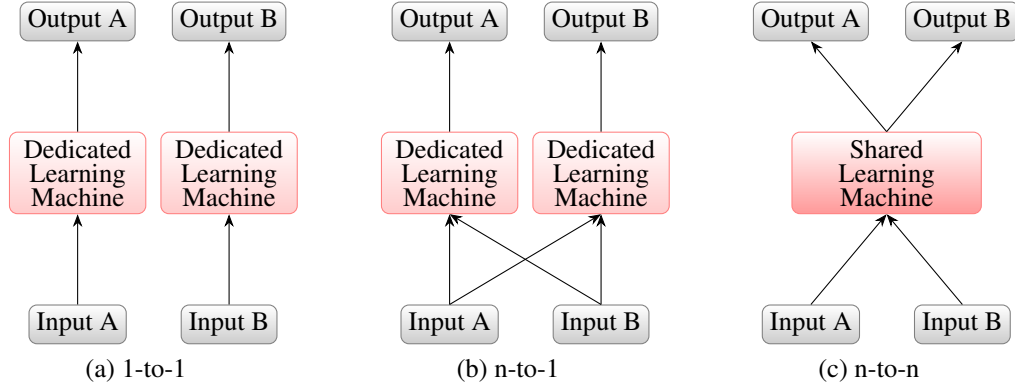 Output A
Output B
Output A
Output B
Output A
Output B
Dedicated
Learning
Machine
Dedicated
Learning
Machine
Dedicated
Learning
Machine
Dedicated
Learning
Machine
Shared
Learning
Machine
Input A
Input B
Input A
Input B
Input A
Input B
(a) 1-to-1
(b) n-to-1
(c) n-to-n